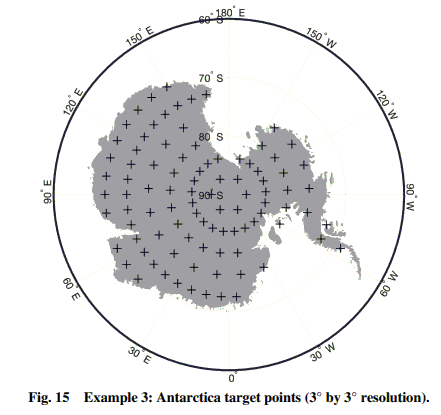 180° E
60° S
150° E
150° W
70° S
120° E
120° W
80° S
90° E
90° S
90° W
60° E
60° W
30° E
30° W
0°
Fig. 15 Example 3: Antarctica target points (3° by 3° resolution).